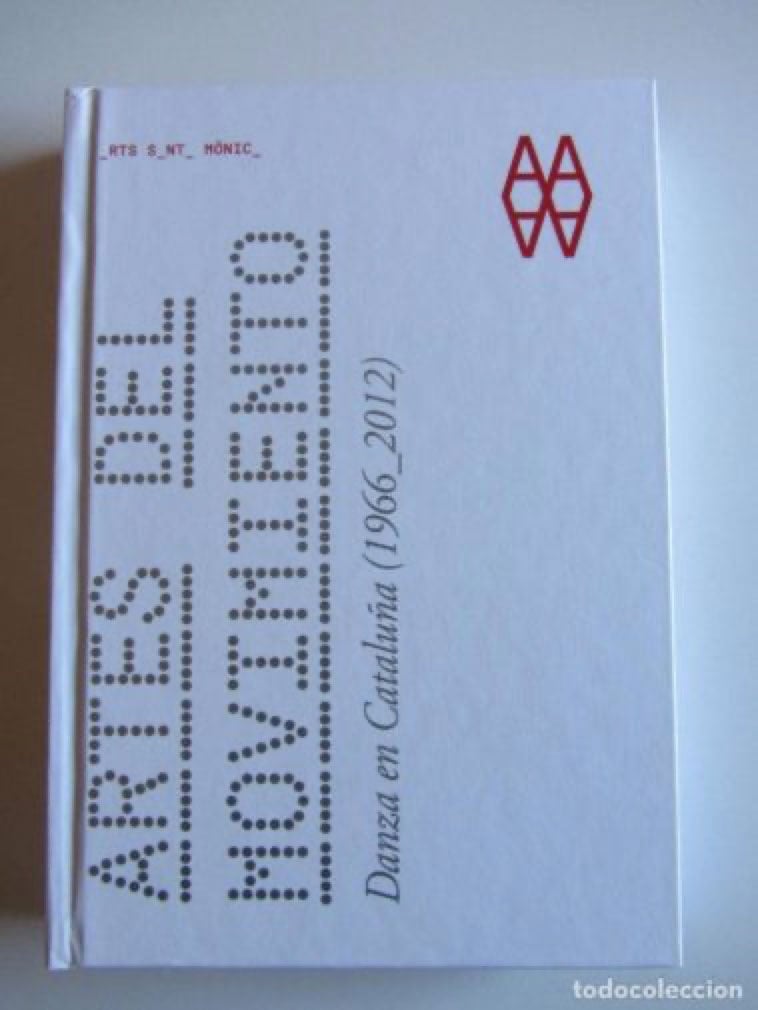 _RTS S_NT_ MÒNIC_
ARTES DEL
MOVIMIENTO
Danza en Cataluña (1966_2012)
todocoleccion